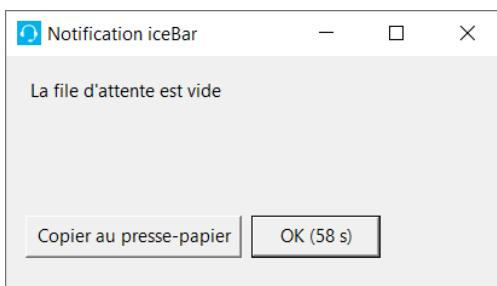 Notification iceBar
La file d'attente est vide
Copier au presse-papier
OK (58 s)